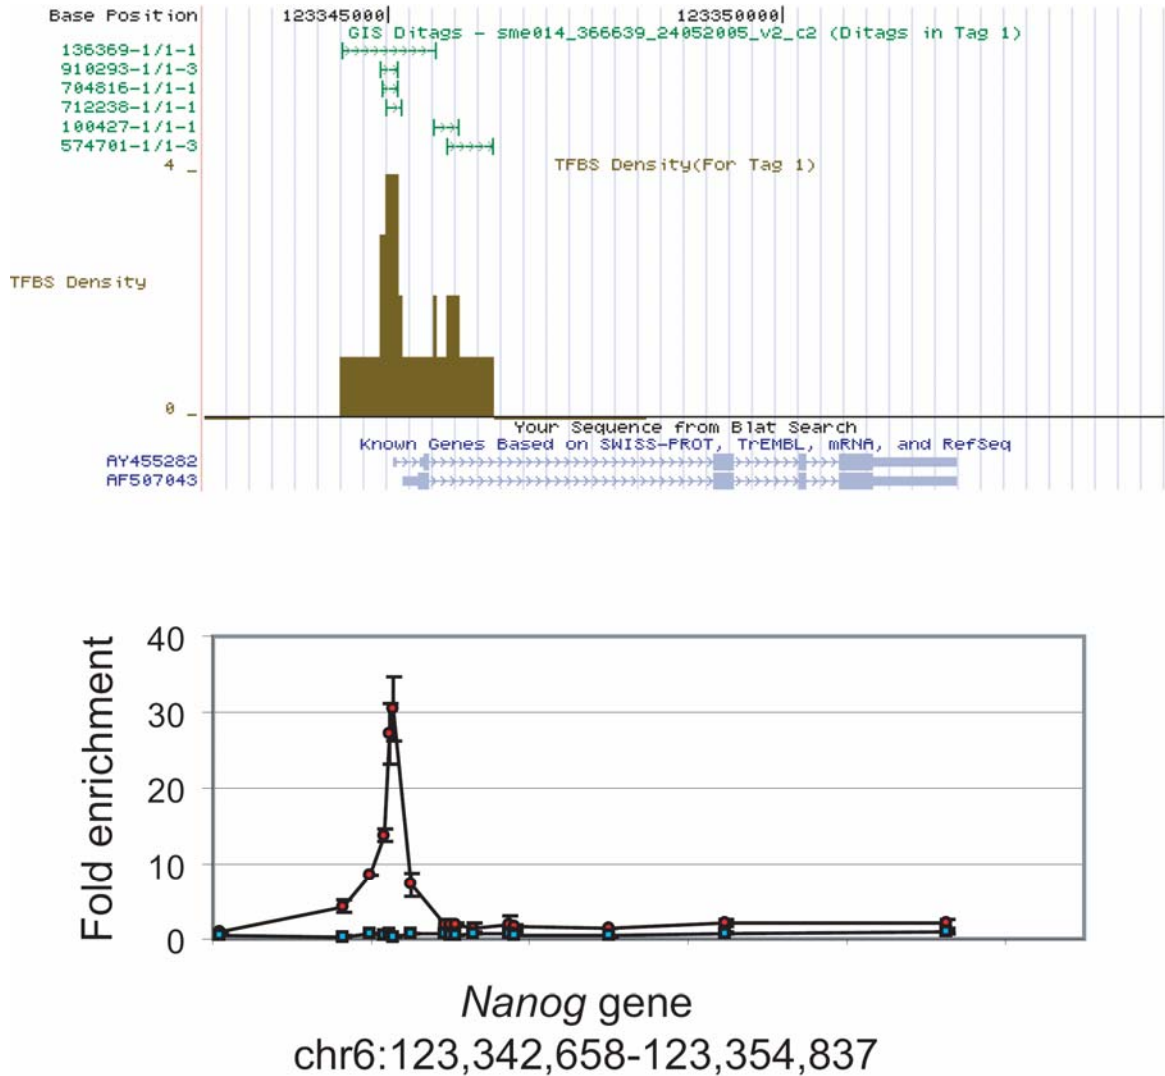 Base Position 123345000| 123350000|
GIS Ditags - sme014_366639_24052005_v2_c2 (Ditags in Tag 1)
136369-1/1-1
910293-1/1-3
704816-1/1-1
712238-1/1-1
100427-1/1-1
574701-1/1-3
4 _ TFBS Density(For Tag 1)
TFBS Density
0 _
Your Sequence from Blat Search
Known Genes Based on SWISS-PROT, TrEMBL, mRNA, and RefSeq
AY455282
AF507043
Fold enrichment
40
30
20
10
0
Nanog gene
chr6:123,342,658-123,354,837